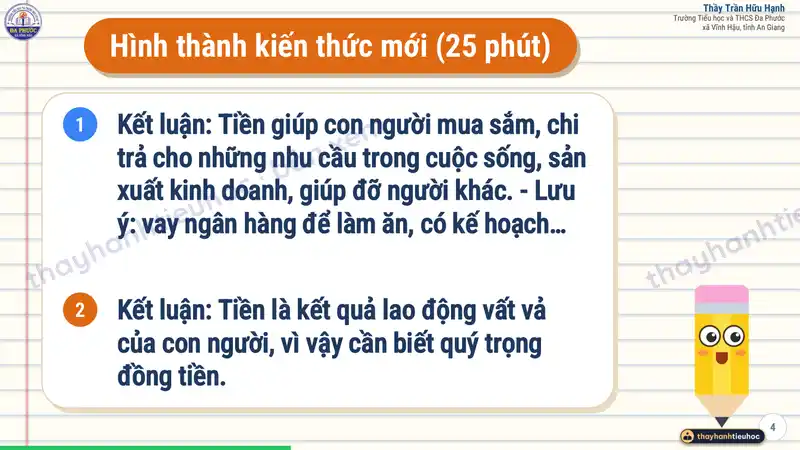 Thầy Trần Hữu Hạnh
Trường Tiểu học và THCS Đa Phước
xã Vĩnh Hậu, tỉnh An Giang
ĐA PHƯỚC
Hình thành kiến thức mới (25 phút)
1
Kết luận: Tiền giúp con người mua sắm, chi
trả cho những nhu cầu trong cuộc sống, sản
xuất kinh doanh, giúp đỡ người khác. - Lưu
ý: vay ngân hàng để làm ăn, có kế hoạch...
2
Kết luận: Tiền là kết quả lao động vất vả
của con người, vì vậy cần biết quý trọng
đồng tiền.
thayhanhtieuhoc
4